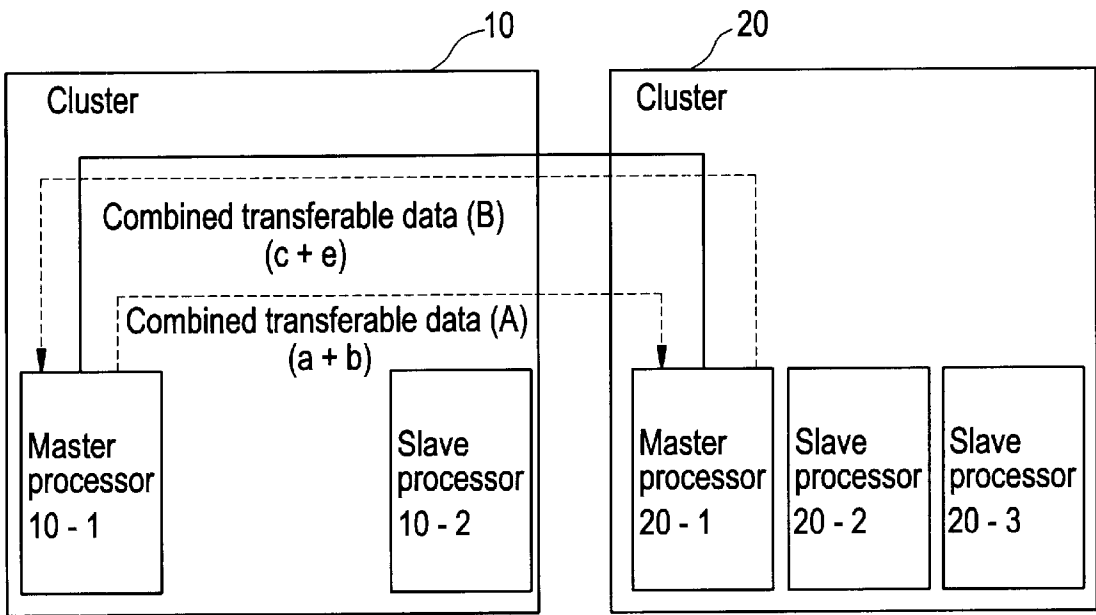 10
20
Cluster
Cluster
Combined transferable data (B)
(c + e)
Combined transferable data (A)
(a + b)
Master
processor
10 - 1
Slave
processor
10 - 2
Master
processor
20 - 1
Slave
processor
20 - 2
Slave
processor
20 - 3